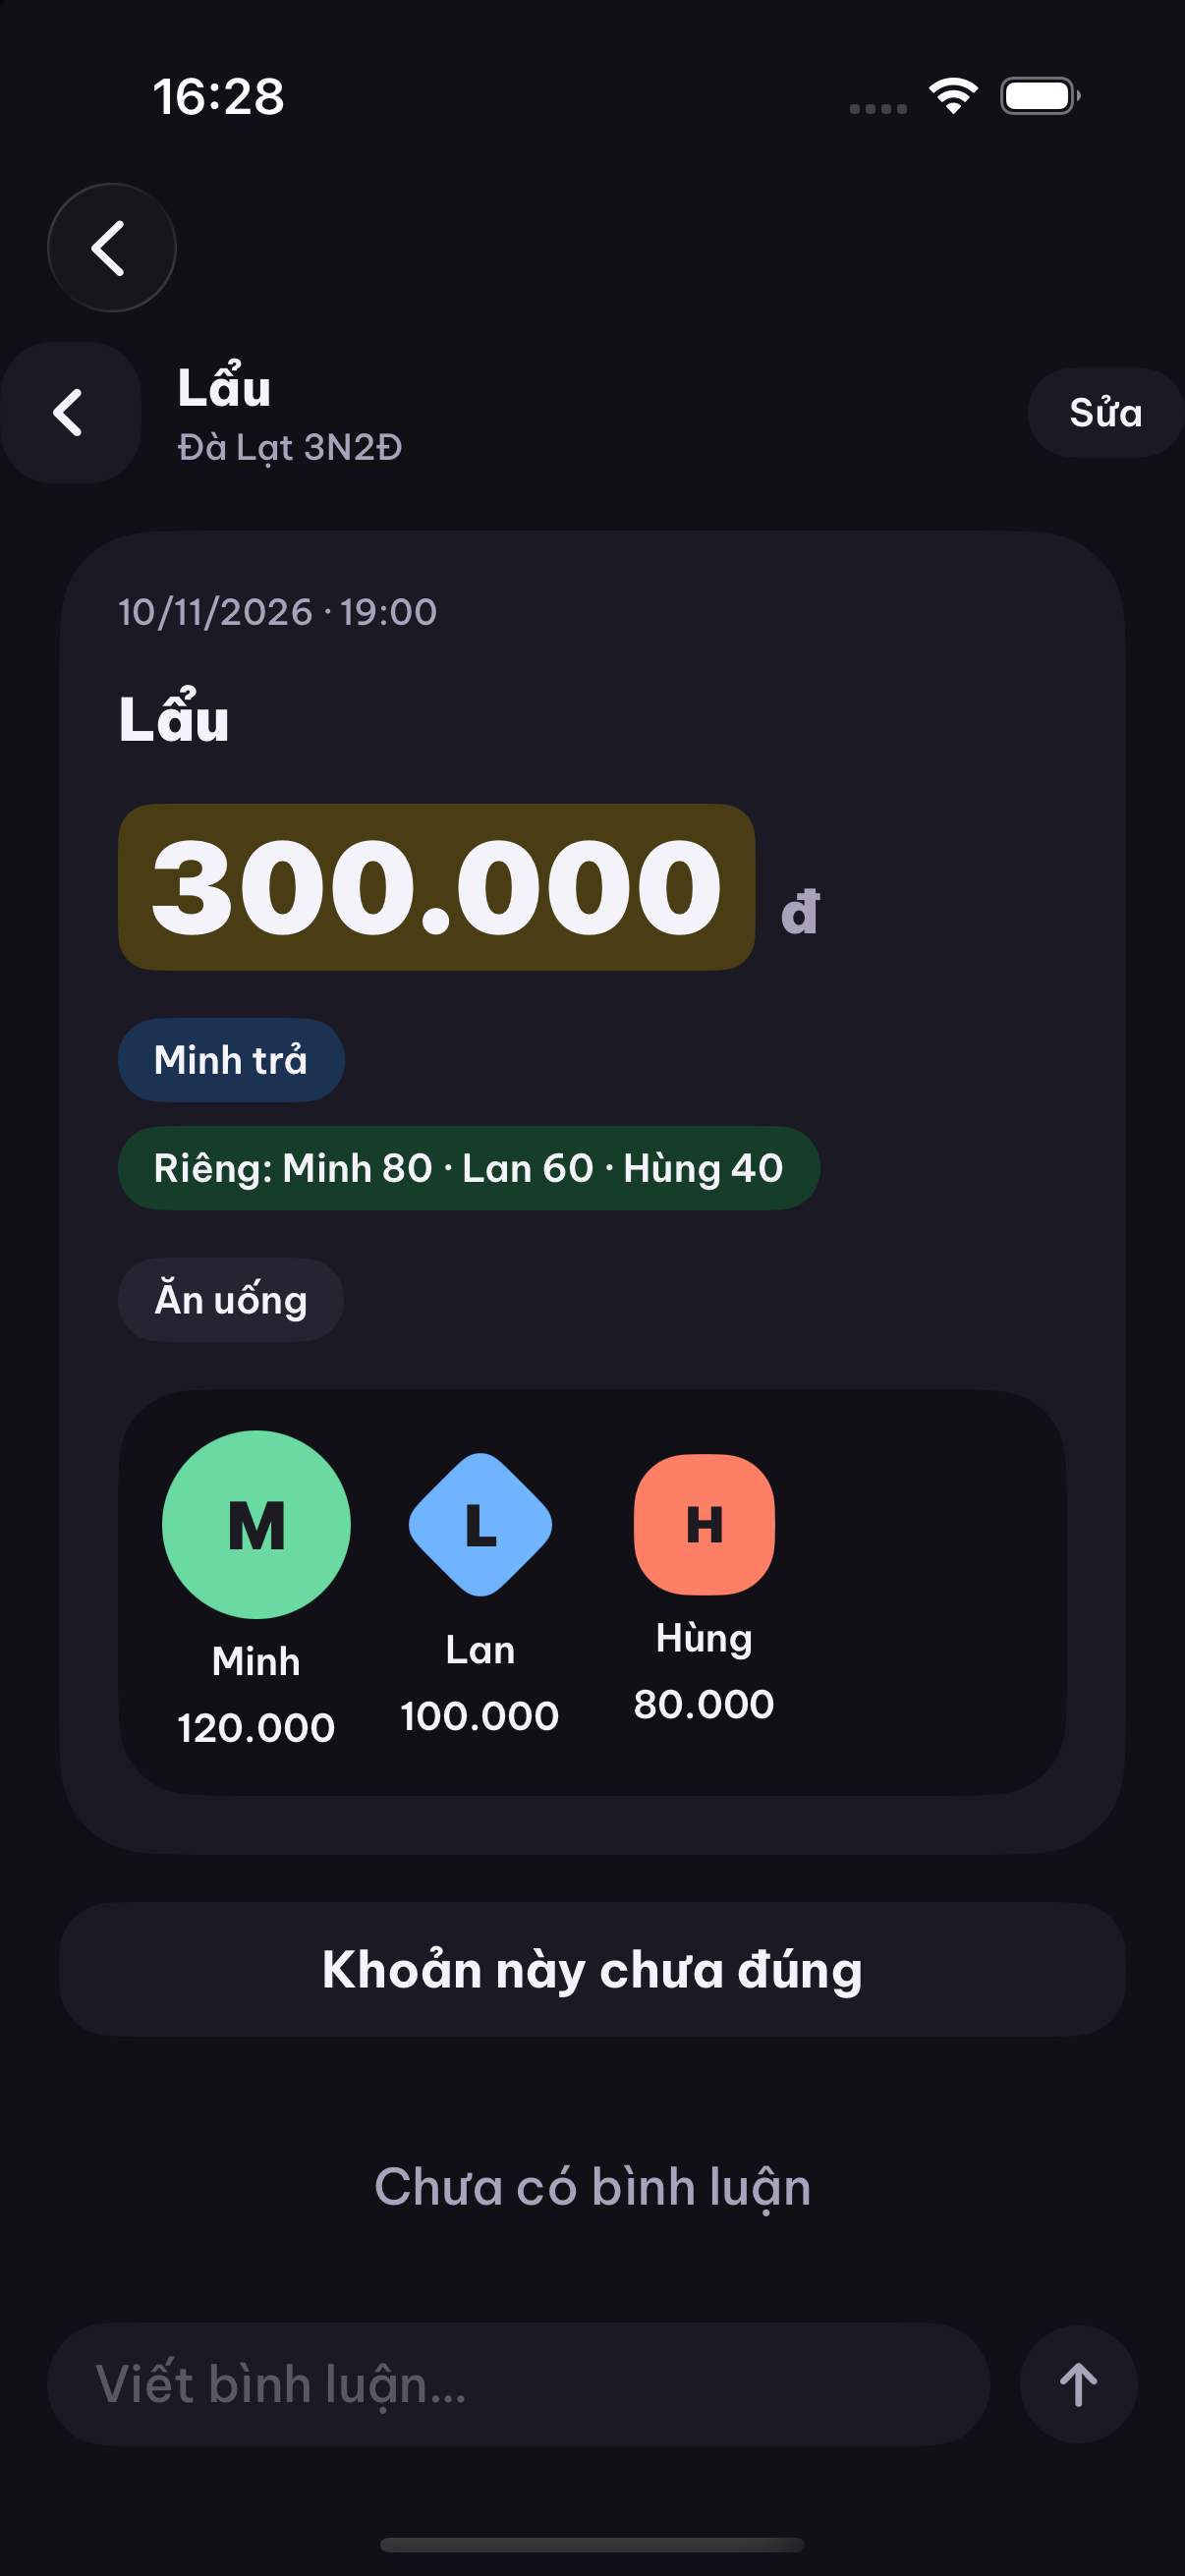 16:28
Lẩu
Đà Lạt 3N2Đ
Sửa
10/11/2026 · 19:00
Lẩu
300.000 đ
Minh trả
Riêng: Minh 80 · Lan 60 · Hùng 40
Ăn uống
M L H
Minh Lan Hùng
120.000 100.000 80.000
Khoản này chưa đúng
Chưa có bình luận
Viết bình luận...